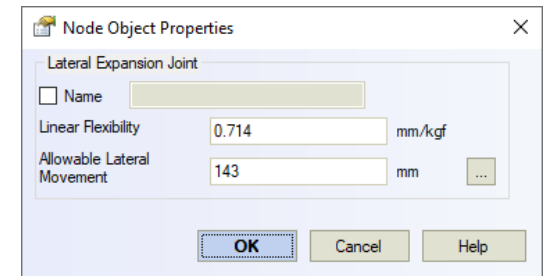 Node Object Properties
Lateral Expansion Joint
Name
Linear Flexibility 0.714 mm/kgf
Allowable Lateral
Movement 143 mm ...
OK Cancel Help